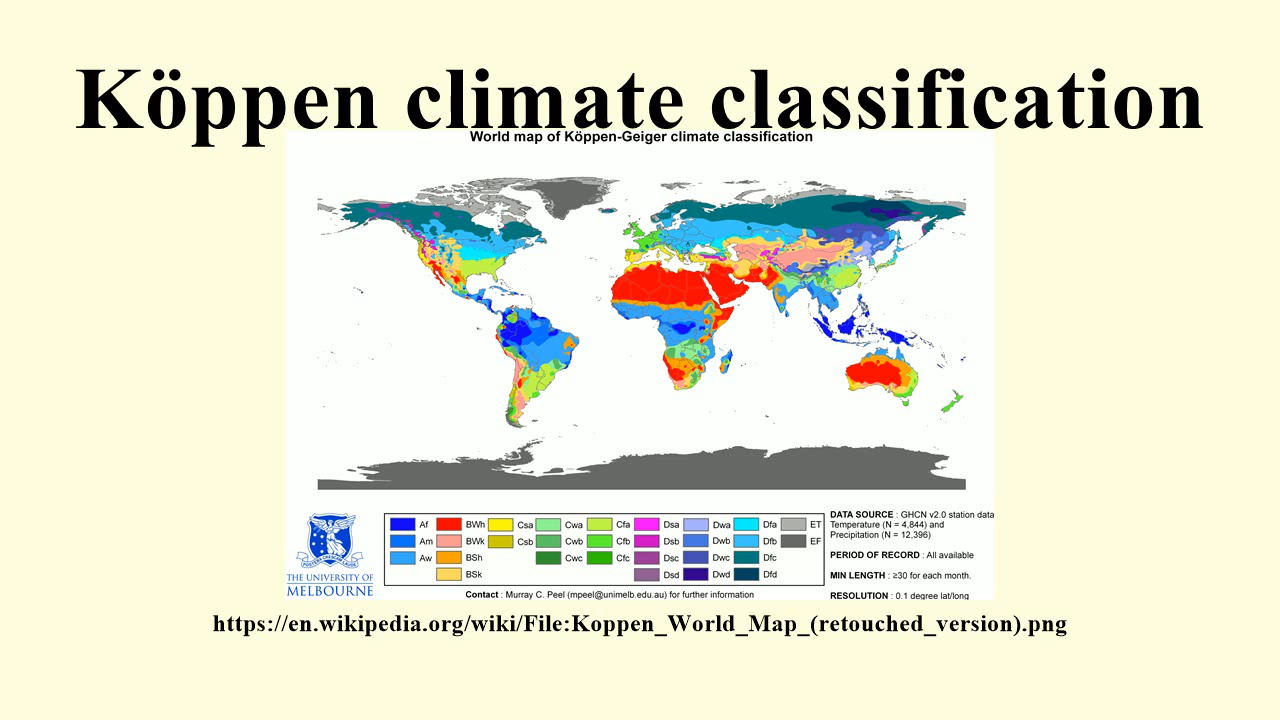 Köppen climate classification
World map of Köppen-Geiger climate classification
Af BWh Csa Cwa Cfa Dsa Dwa Dfa ET
Am BWk Csb Cwb Cfb Dsb Dwb Dfb EF
Aw BSh Cwc Cfc Dsc Dwc Dfc
BSk Dsd Dwd Dfd
DATA SOURCE : GHCN v2.0 station data
Temperature (N = 4,844) and
Precipitation (N = 12,396)
PERIOD OF RECORD : All available
MIN LENGTH : ≥30 for each month.
RESOLUTION : 0.1 degree lat/long
THE UNIVERSITY OF
MELBOURNE
Contact : Murray C. Peel (mpeel@unimelb.edu.au) for further information
https://en.wikipedia.org/wiki/File:Koppen_World_Map_(retouched_version).png